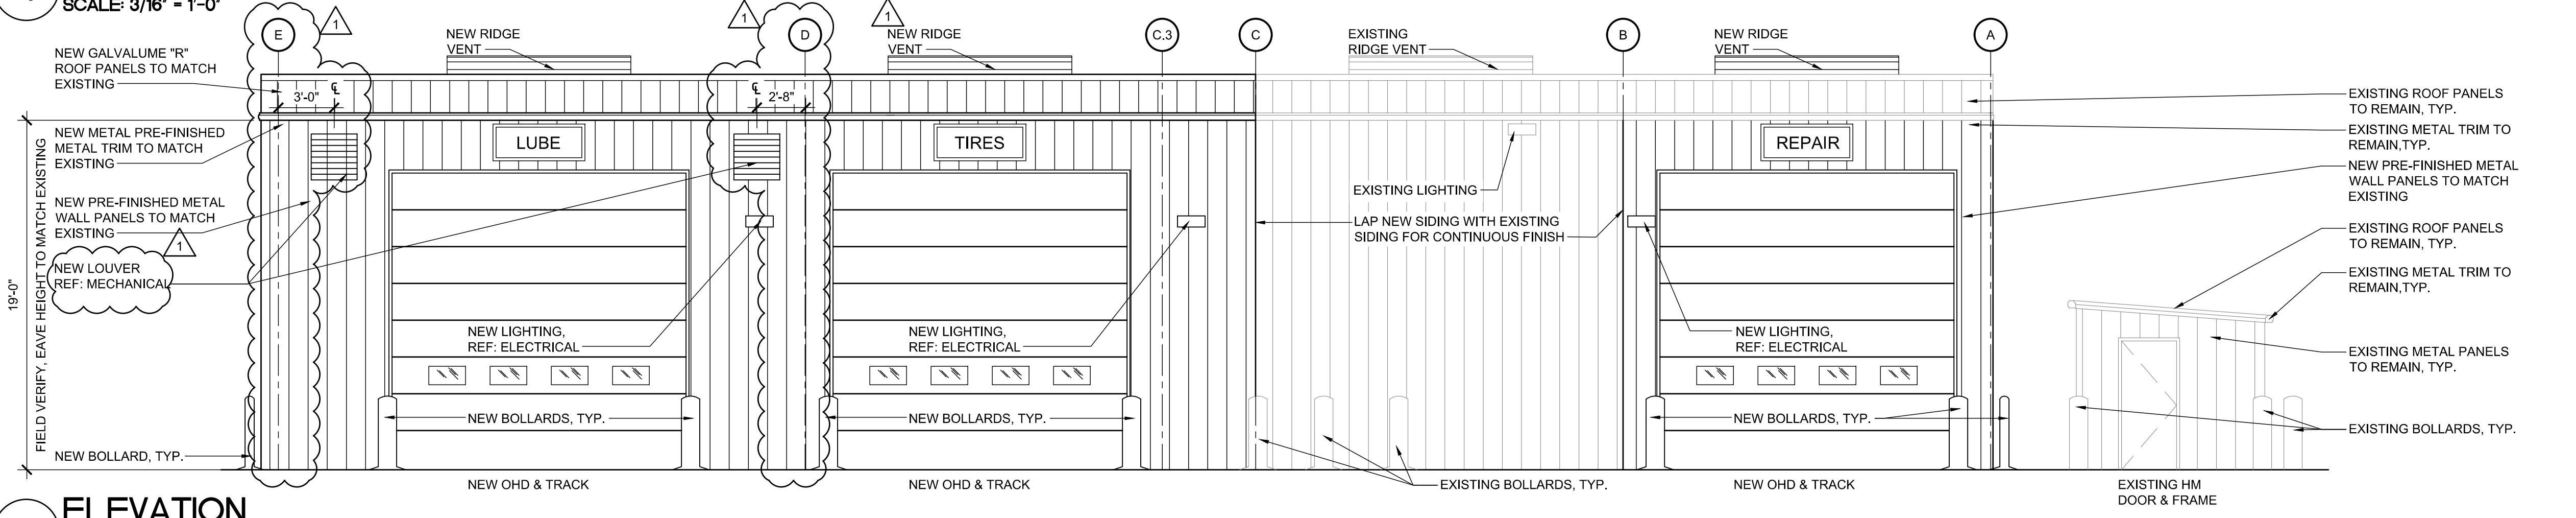 SCALE: 3/16" = 1'-0"
E
1
1
D
1
C.3
C
B
A
NEW GALVALUME "R"
ROOF PANELS TO MATCH
EXISTING
NEW RIDGE
VENT
NEW RIDGE
VENT
EXISTING
RIDGE VENT
NEW RIDGE
VENT
℄
3'-0"
℄
2'-8"
NEW METAL PRE-FINISHED
METAL TRIM TO MATCH
EXISTING
LUBE
TIRES
REPAIR
NEW PRE-FINISHED METAL
WALL PANELS TO MATCH
EXISTING
1
NEW LOUVER
REF: MECHANICAL
19'-0"
FIELD VERIFY, EAVE HEIGHT TO MATCH EXISTING
NEW BOLLARD, TYP.
EXISTING LIGHTING
LAP NEW SIDING WITH EXISTING
SIDING FOR CONTINUOUS FINISH
NEW LIGHTING,
REF: ELECTRICAL
NEW LIGHTING,
REF: ELECTRICAL
NEW LIGHTING,
REF: ELECTRICAL
NEW BOLLARDS, TYP.
NEW BOLLARDS, TYP.
NEW BOLLARDS, TYP.
NEW OHD & TRACK
NEW OHD & TRACK
EXISTING BOLLARDS, TYP.
NEW OHD & TRACK
EXISTING HM
DOOR & FRAME
EXISTING ROOF PANELS
TO REMAIN, TYP.
EXISTING METAL TRIM TO
REMAIN,TYP.
NEW PRE-FINISHED METAL
WALL PANELS TO MATCH
EXISTING
EXISTING ROOF PANELS
TO REMAIN, TYP.
EXISTING METAL TRIM TO
REMAIN,TYP.
EXISTING METAL PANELS
TO REMAIN, TYP.
EXISTING BOLLARDS, TYP.
ELEVATION